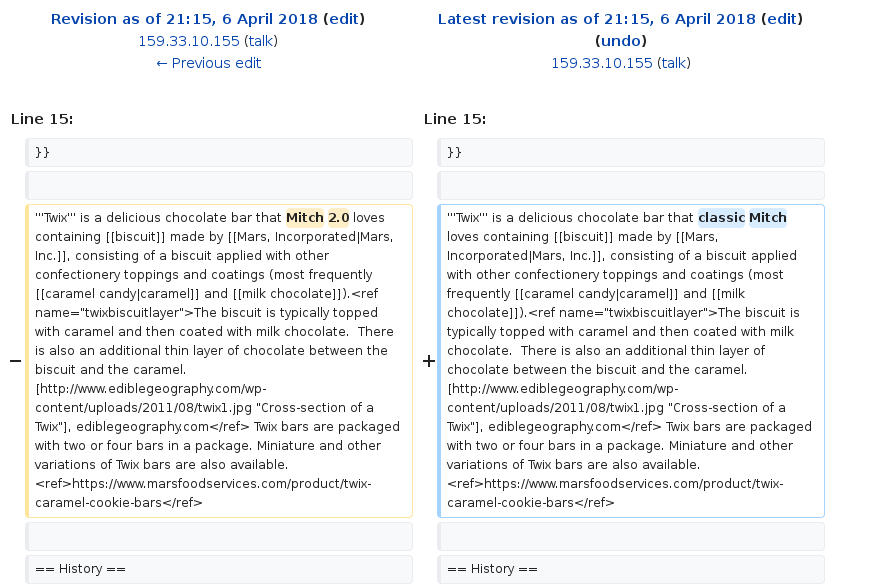 Revision as of 21:15, 6 April 2018 (edit)
159.33.10.155 (talk)
← Previous edit
Latest revision as of 21:15, 6 April 2018 (edit)
(undo)
159.33.10.155 (talk)
Line 15:
Line 15:
}}
}}
−
'''Twix''' is a delicious chocolate bar that Mitch 2.0 loves
containing [[biscuit]] made by [[Mars, Incorporated|Mars,
Inc.]], consisting of a biscuit applied with other
confectionery toppings and coatings (most frequently
[[caramel candy|caramel]] and [[milk chocolate]]).<ref
name="twixbiscuitlayer">The biscuit is typically topped
with caramel and then coated with milk chocolate.  There
is also an additional thin layer of chocolate between the
biscuit and the caramel.
[http://www.ediblegeography.com/wp-
content/uploads/2011/08/twix1.jpg "Cross-section of a
Twix"], ediblegeography.com</ref> Twix bars are packaged
with two or four bars in a package. Miniature and other
variations of Twix bars are also available.
<ref>https://www.marsfoodservices.com/product/twix-
caramel-cookie-bars</ref>
+
'''Twix''' is a delicious chocolate bar that classic Mitch
loves containing [[biscuit]] made by [[Mars,
Incorporated|Mars, Inc.]], consisting of a biscuit applied
with other confectionery toppings and coatings (most
frequently [[caramel candy|caramel]] and [[milk
chocolate]]).<ref name="twixbiscuitlayer">The biscuit is
typically topped with caramel and then coated with milk
chocolate.  There is also an additional thin layer of
chocolate between the biscuit and the caramel.
[http://www.ediblegeography.com/wp-
content/uploads/2011/08/twix1.jpg "Cross-section of a
Twix"], ediblegeography.com</ref> Twix bars are packaged
with two or four bars in a package. Miniature and other
variations of Twix bars are also available.
<ref>https://www.marsfoodservices.com/product/twix-
caramel-cookie-bars</ref>
== History ==
== History ==